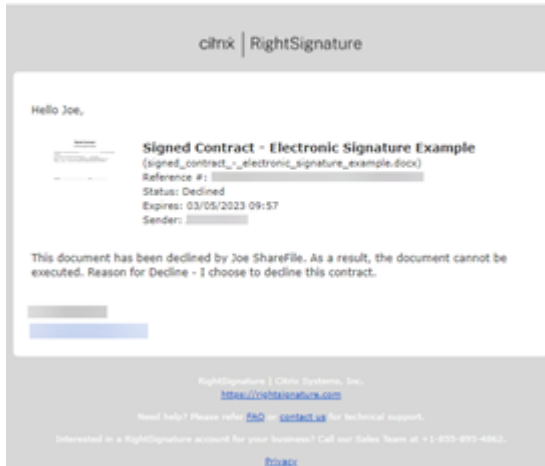 citrix | RightSignature
Hello Joe,
Signed Contract - Electronic Signature Example
(signed_contract_-_electronic_signature_example.docx)
Reference #:
Status: Declined
Expires: 03/05/2023 09:57
Sender:
This document has been declined by Joe ShareFile. As a result, the document cannot be
executed. Reason for Decline - I choose to decline this contract.
RightSignature | Citrix Systems, Inc.
https://rightsignature.com
Need help? Please refer FAQ or contact us for technical support.
Interested in a RightSignature account for your business? Call our Sales Team at
Privacy